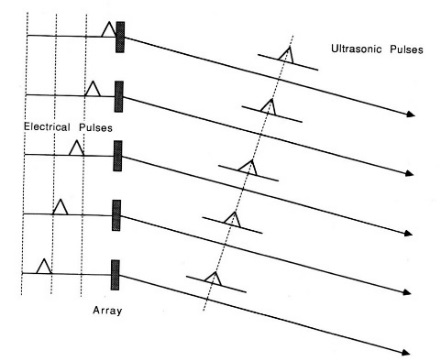 Ultrasonic Pulses
Electrical Pulses
Array